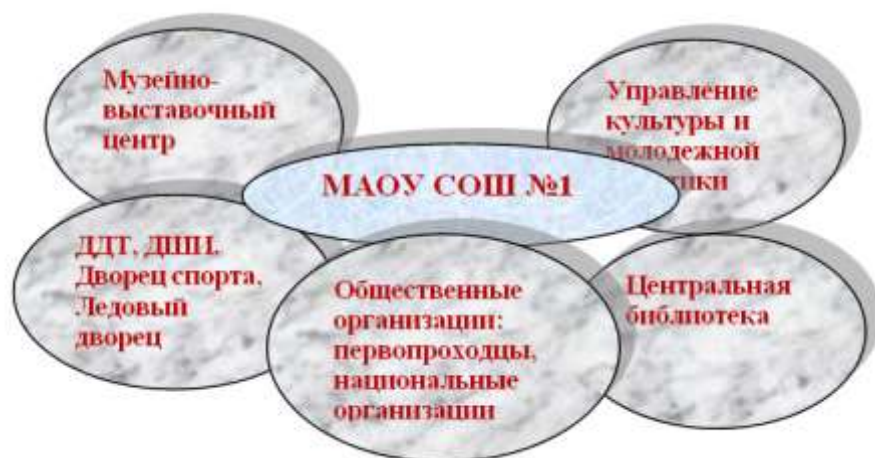 Музейно-
выставочный
центр
Управление
культуры и
молодежной
МАОУ СОШ №1
ДДТ, ДШИ,
Дворец спорта,
Ледовый
дворец
Общественные
организации:
первопроходцы,
национальные
организации
Центральная
библиотека